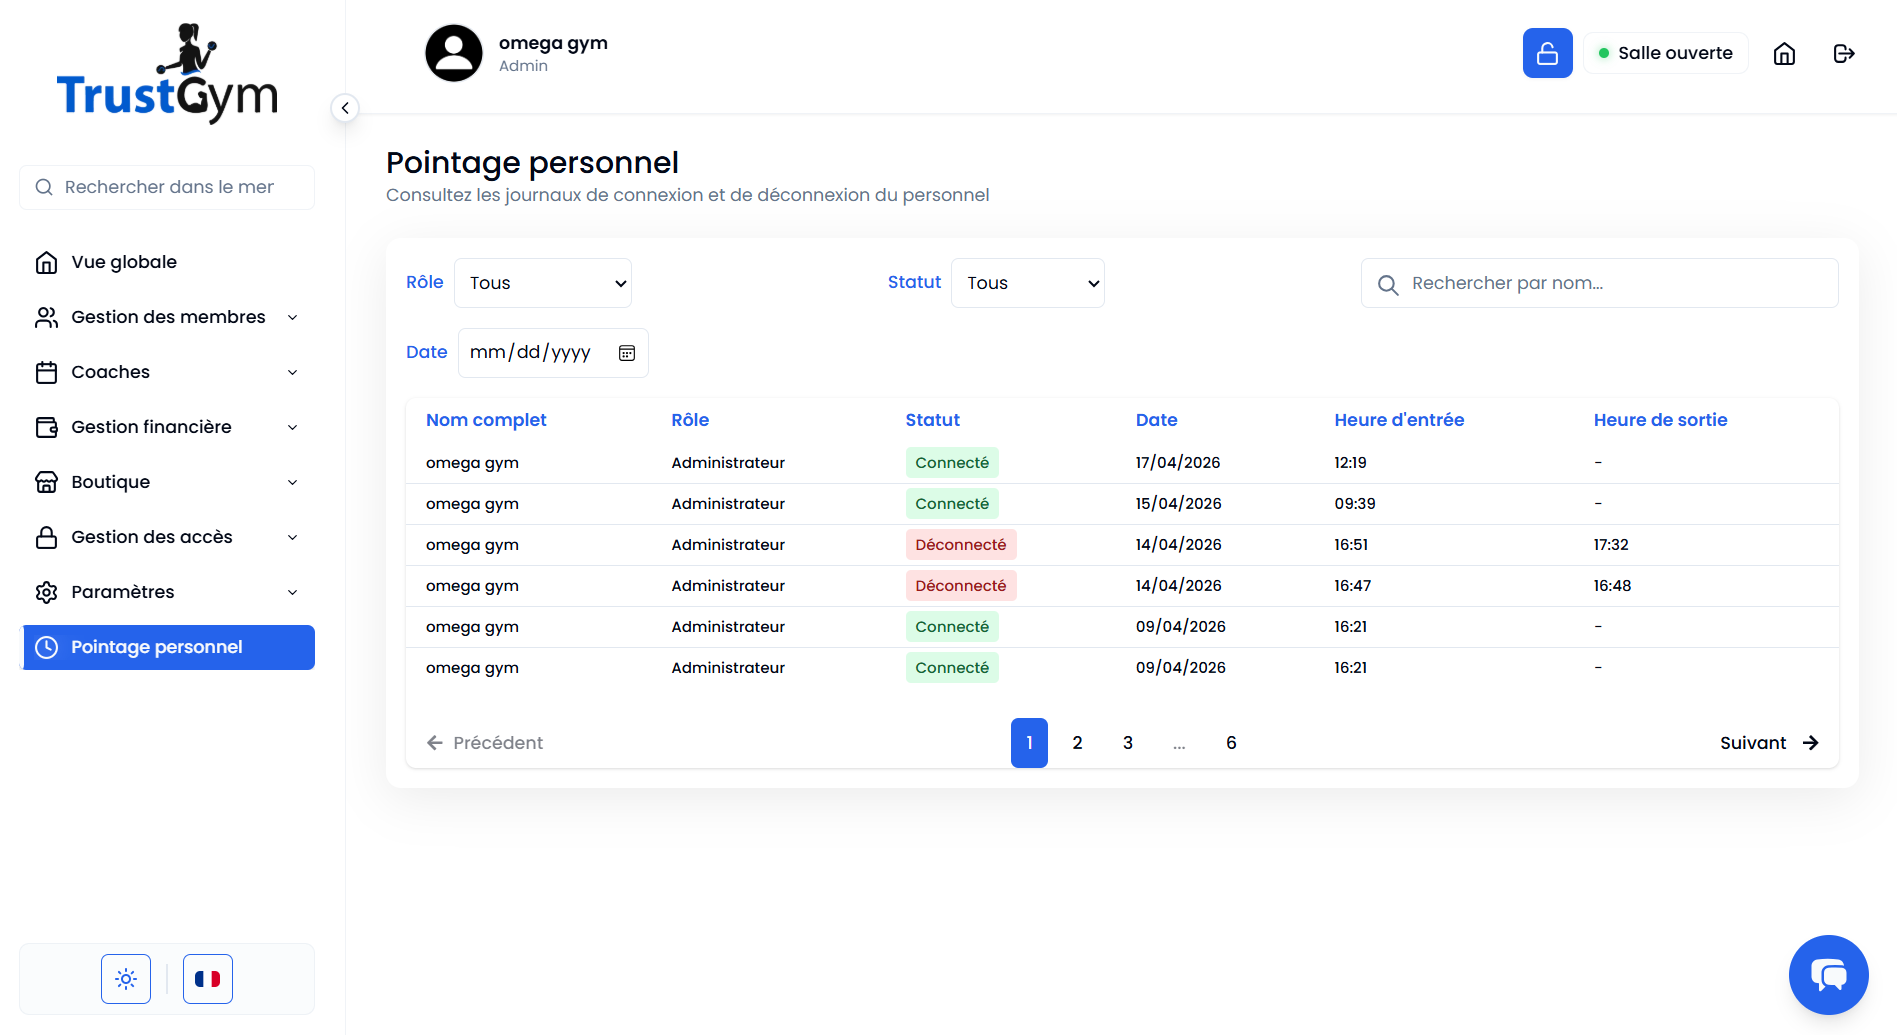 TrustGym
omega gym
Admin
Salle ouverte
Rechercher dans le mer
Vue globale
Gestion des membres
Coaches
Gestion financière
Boutique
Gestion des accès
Paramètres
Pointage personnel
Pointage personnel
Consultez les journaux de connexion et de déconnexion du personnel
Rôle Tous Statut Tous Rechercher par nom...
Date mm/dd/yyyy
Nom complet Rôle Statut Date Heure d'entrée Heure de sortie
omega gym Administrateur Connecté 17/04/2026 12:19 -
omega gym Administrateur Connecté 15/04/2026 09:39 -
omega gym Administrateur Déconnecté 14/04/2026 16:51 17:32
omega gym Administrateur Déconnecté 14/04/2026 16:47 16:48
omega gym Administrateur Connecté 09/04/2026 16:21 -
omega gym Administrateur Connecté 09/04/2026 16:21 -
Précédent 1 2 3 ... 6 Suivant